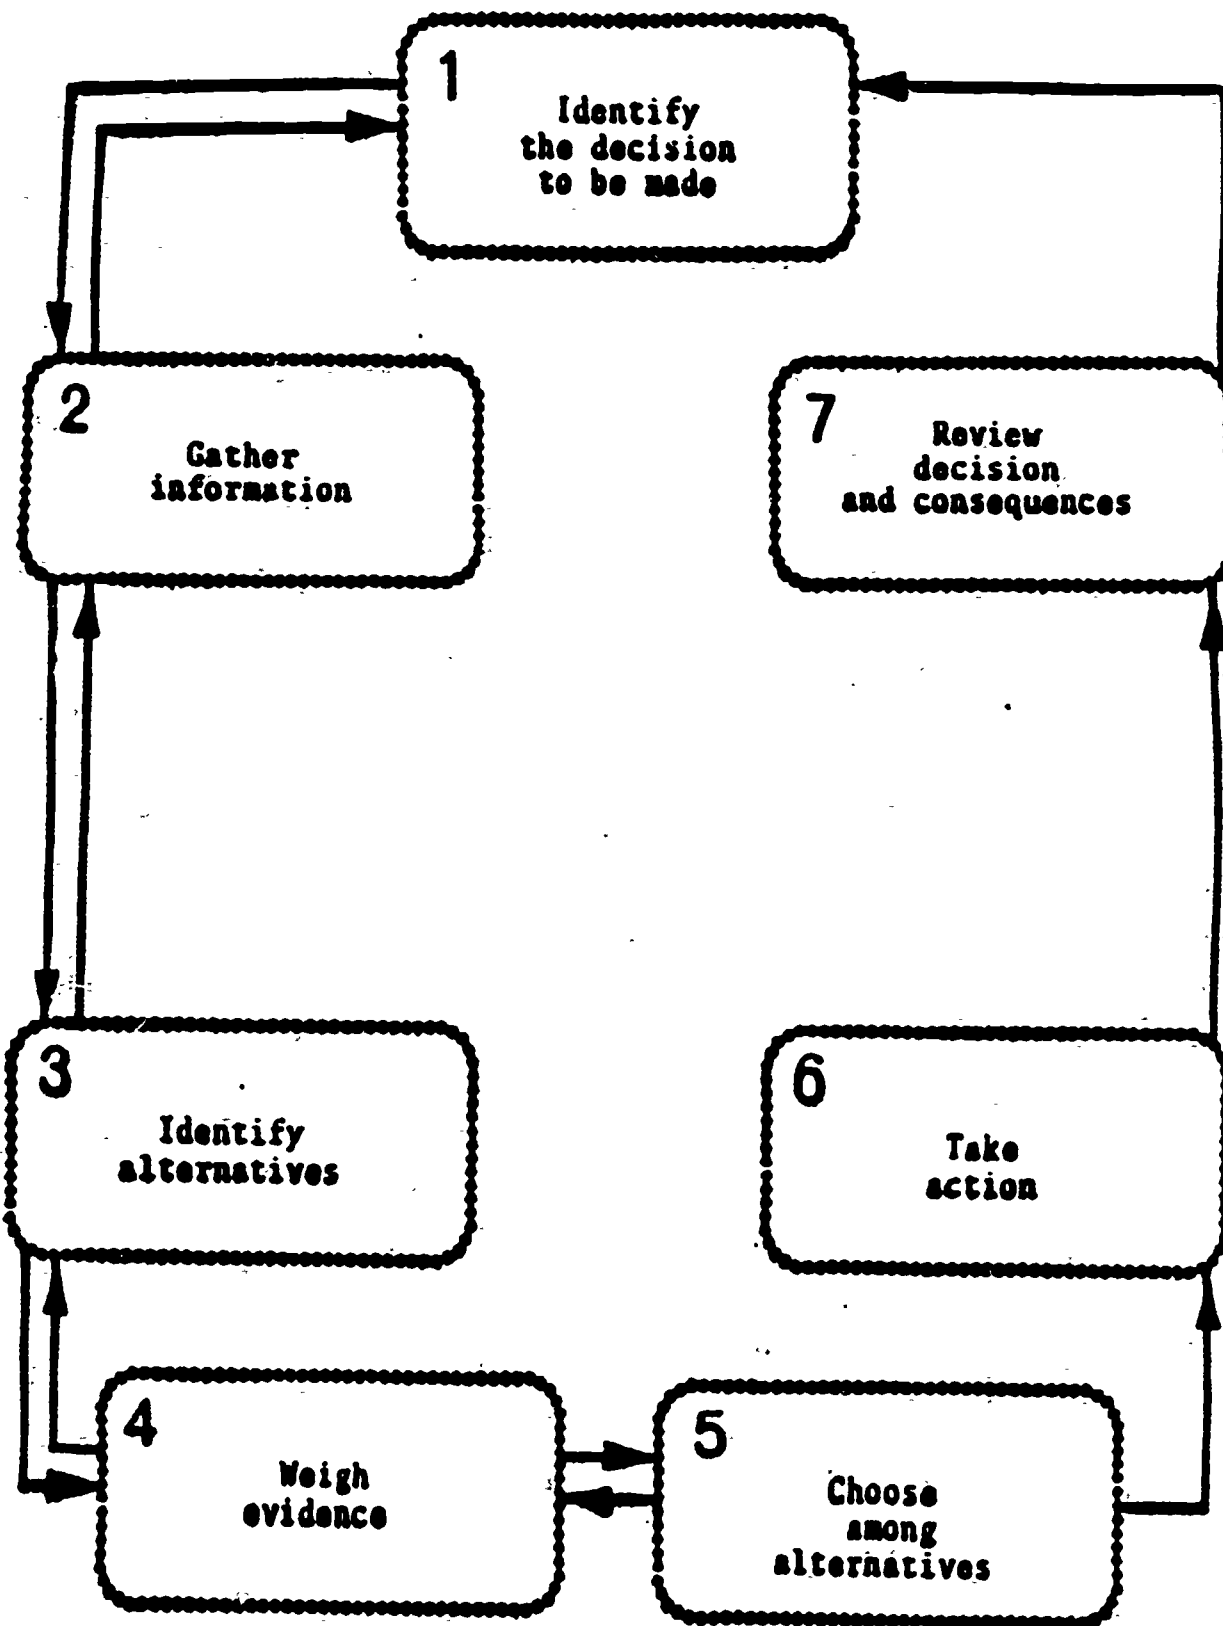 1
Identify
the decision
to be made
2
Gather
information
7
Review
decision
and consequences
3
Identify
alternatives
6
Take
action
4
Weigh
evidence
5
Choose
among
alternatives